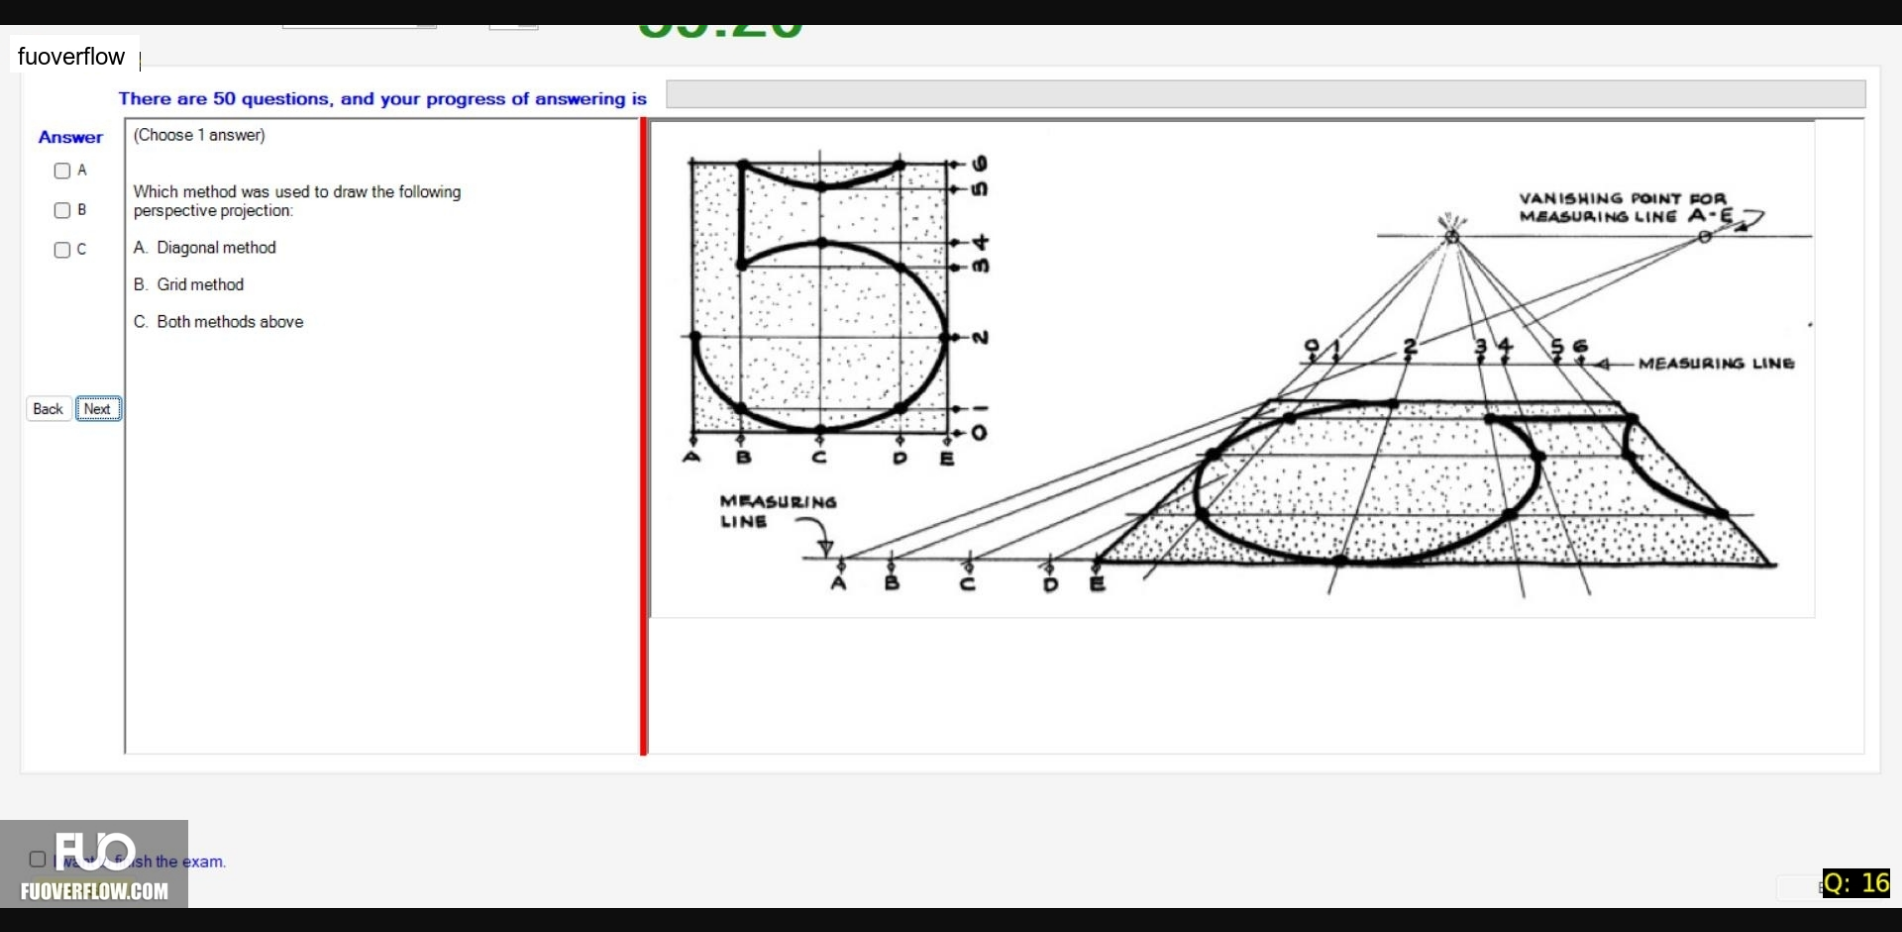 fuoverflow
There are 50 questions, and your progress of answering is
Answer
A
B
C
Back
Next
(Choose 1 answer)
Which method was used to draw the following
perspective projection:
A. Diagonal method
B. Grid method
C. Both methods above
6
5
4
3
2
1
0
A B C D E
MEASURING
LINE
A B C D E
VANISHING POINT FOR
MEASURING LINE A-E
0 1 2 3 4 5 6
MEASURING LINE
FUO
the exam.
FUOVERFLOW.COM
Q: 16